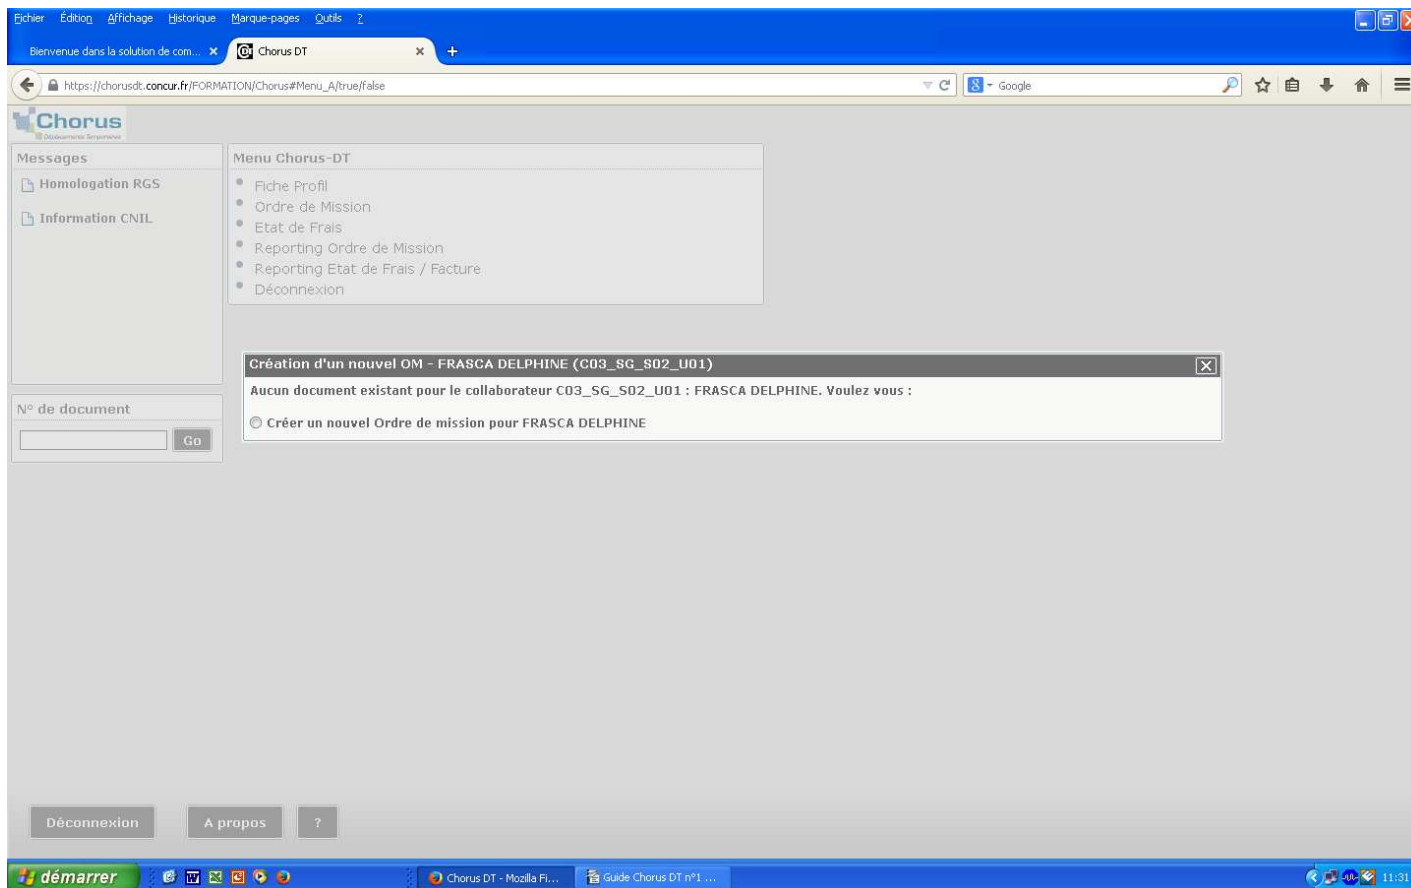 Fichier Édition Affichage Historique Marque-pages Outils ?
Bienvenue dans la solution de com...
Chorus DT
https://chorusdt.concur.fr/FORMATION/Chorus#Menu_A/true/false
Google
Chorus
Déplacements Temporaires
Messages
Homologation RGS
Information CNIL
Menu Chorus-DT
Fiche Profil
Ordre de Mission
Etat de Frais
Reporting Ordre de Mission
Reporting Etat de Frais / Facture
Déconnexion
Création d'un nouvel OM - FRASCA DELPHINE (C03_SG_S02_U01)
Aucun document existant pour le collaborateur C03_SG_S02_U01 : FRASCA DELPHINE. Voulez vous :
Créer un nouvel Ordre de mission pour FRASCA DELPHINE
N° de document
Go
Déconnexion
A propos
?
démarrer
Chorus DT - Mozilla Fi...
Guide Chorus DT n°1 ...
11:31